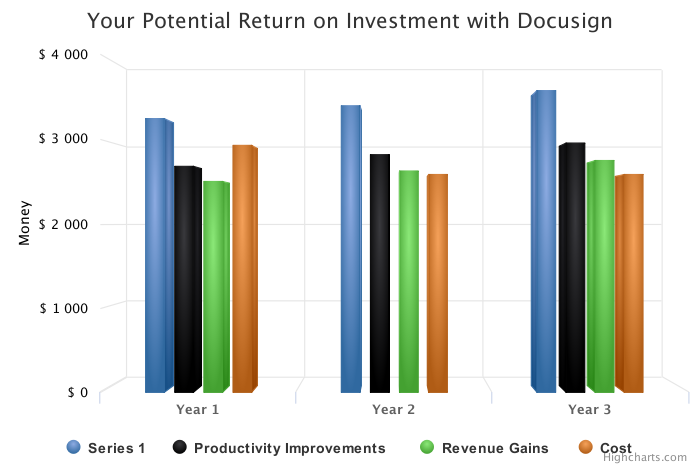 Your Potential Return on Investment with Docusign
$ 4 000
$ 3 000
$ 2 000
$ 1 000
$ 0
Money
Year 1 Year 2 Year 3
Series 1 Productivity Improvements Revenue Gains Cost
Highcharts.com